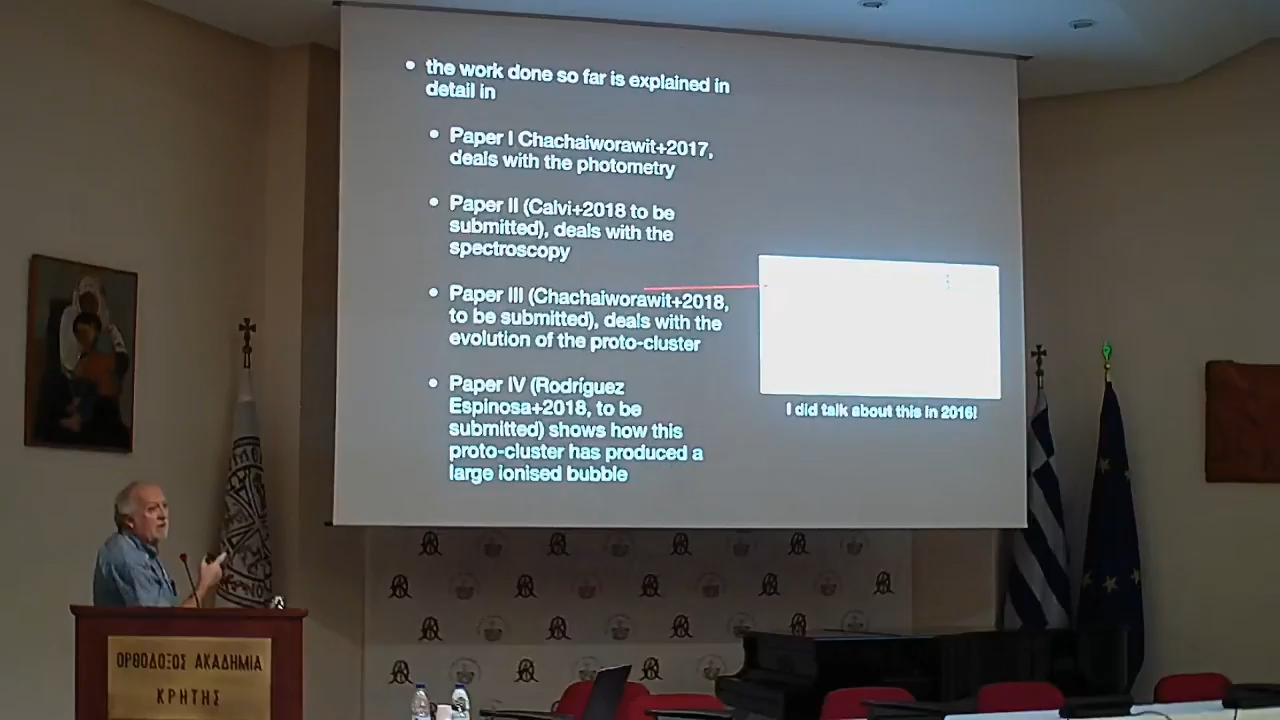 the work done so far is explained in
detail in
Paper I Chachaiworawit+2017,
deals with the photometry
Paper II (Calvi+2018 to be
submitted), deals with the
spectroscopy
Paper III (Chachaiworawit+2018,
to be submitted), deals with the
evolution of the proto-cluster
Paper IV (Rodríguez
Espinosa+2018, to be
submitted) shows how this
proto-cluster has produced a
large ionised bubble
I did talk about this in 2016!
ΟΡΘΟΔΟΞΟΣ ΑΚΑΔΗΜΙΑ
ΚΡΗΤΗΣ